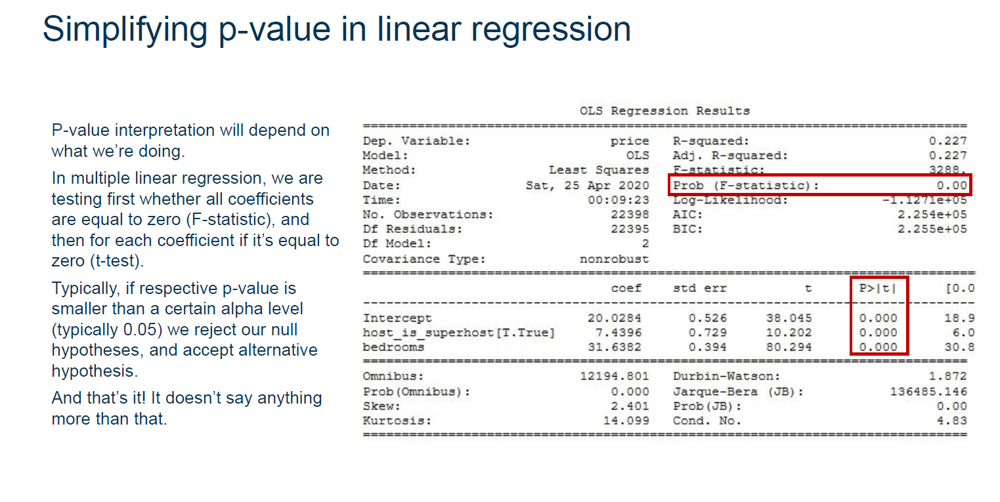 Simplifying p-value in linear regression
P-value interpretation will depend on
what we’re doing.
In multiple linear regression, we are
testing first whether all coefficients
are equal to zero (F-statistic), and
then for each coefficient if it’s equal to
zero (t-test).
Typically, if respective p-value is
smaller than a certain alpha level
(typically 0.05) we reject our null
hypotheses, and accept alternative
hypothesis.
And that’s it! It doesn’t say anything
more than that.
OLS Regression Results
Dep. Variable: price R-squared: 0.227
Model: OLS Adj. R-squared: 0.227
Method: Least Squares F-statistic: 3288.
Date: Sat, 25 Apr 2020 Prob (F-statistic): 0.00
Time: 00:09:23 Log-Likelihood: -1.1271e+05
No. Observations: 22398 AIC: 2.254e+05
Df Residuals: 22395 BIC: 2.255e+05
Df Model: 2
Covariance Type: nonrobust
coef std err t P>|t| [0.0
Intercept 20.0284 0.526 38.045 0.000 18.9
host_is_superhost[T.True] 7.4396 0.729 10.202 0.000 6.0
bedrooms 31.6382 0.394 80.294 0.000 30.8
Omnibus: 12194.801 Durbin-Watson: 1.872
Prob(Omnibus): 0.000 Jarque-Bera (JB): 136485.146
Skew: 2.401 Prob(JB): 0.00
Kurtosis: 14.099 Cond. No. 4.83